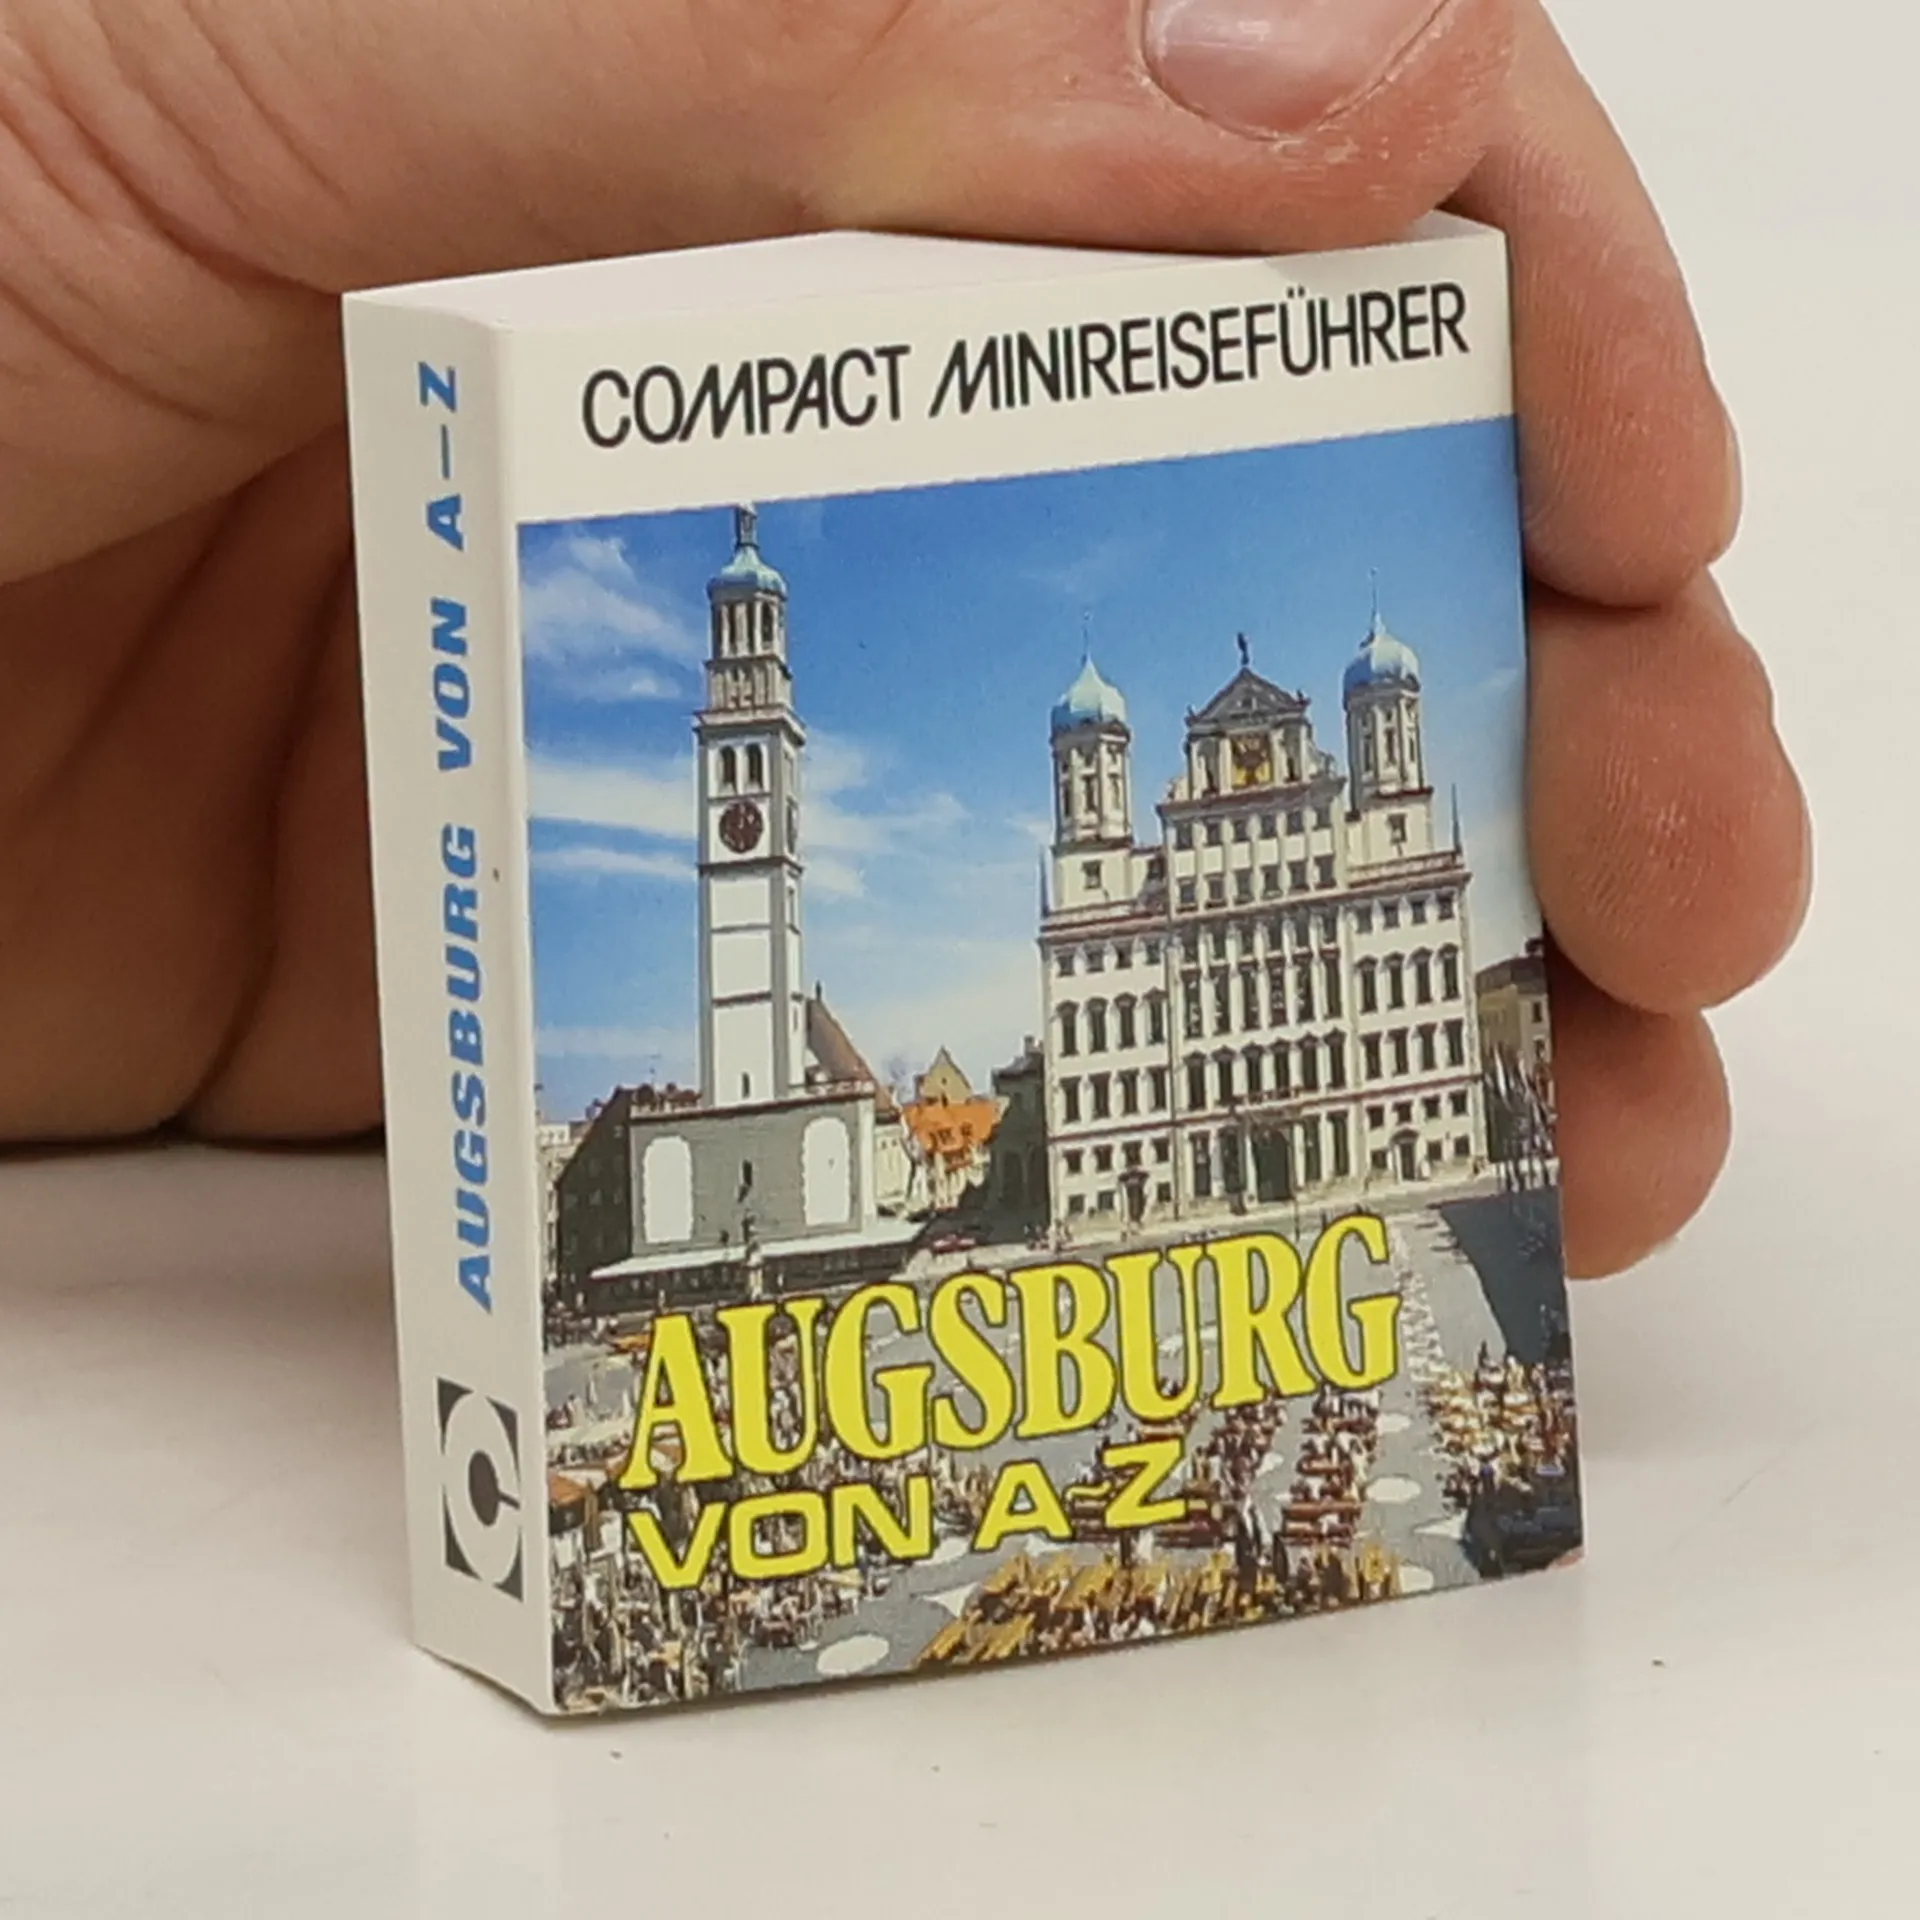 COMPACT MINIREISEFÜHRER
AUGSBURG
VON A-Z
AUGSBURG VON A–Z
C